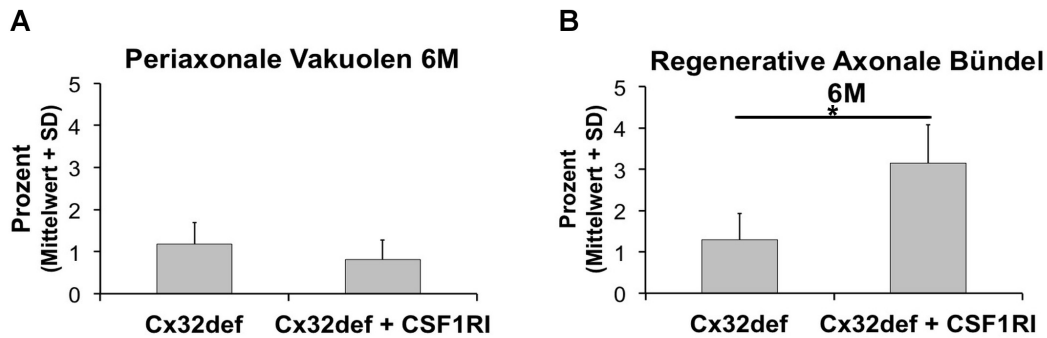 A
Periaxonale Vakuolen 6M
Prozent
(Mittelwert + SD)
5
4
3
2
1
0
Cx32def
Cx32def + CSF1RI
B
Regenerative Axonale Bündel
6M
*
Prozent
(Mittelwert + SD)
5
4
3
2
1
0
Cx32def
Cx32def + CSF1RI